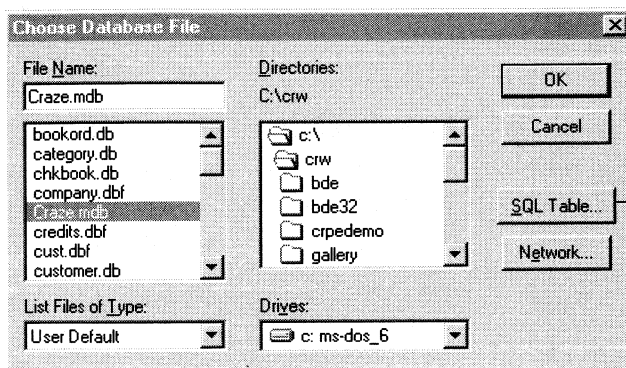 Choose Database File
File Name:
Craze.mdb
bookord.db
category.db
chkbook.db
company.dbf
Craze.mdb
credits.dbf
cust.dbf
customer.db
List Files of Type:
User Default
Directories:
C:\crw
c:\
crw
bde
bde32
crpedemo
gallery
Drives:
c: ms-dos_6
OK
Cancel
SQL Table...
Network...